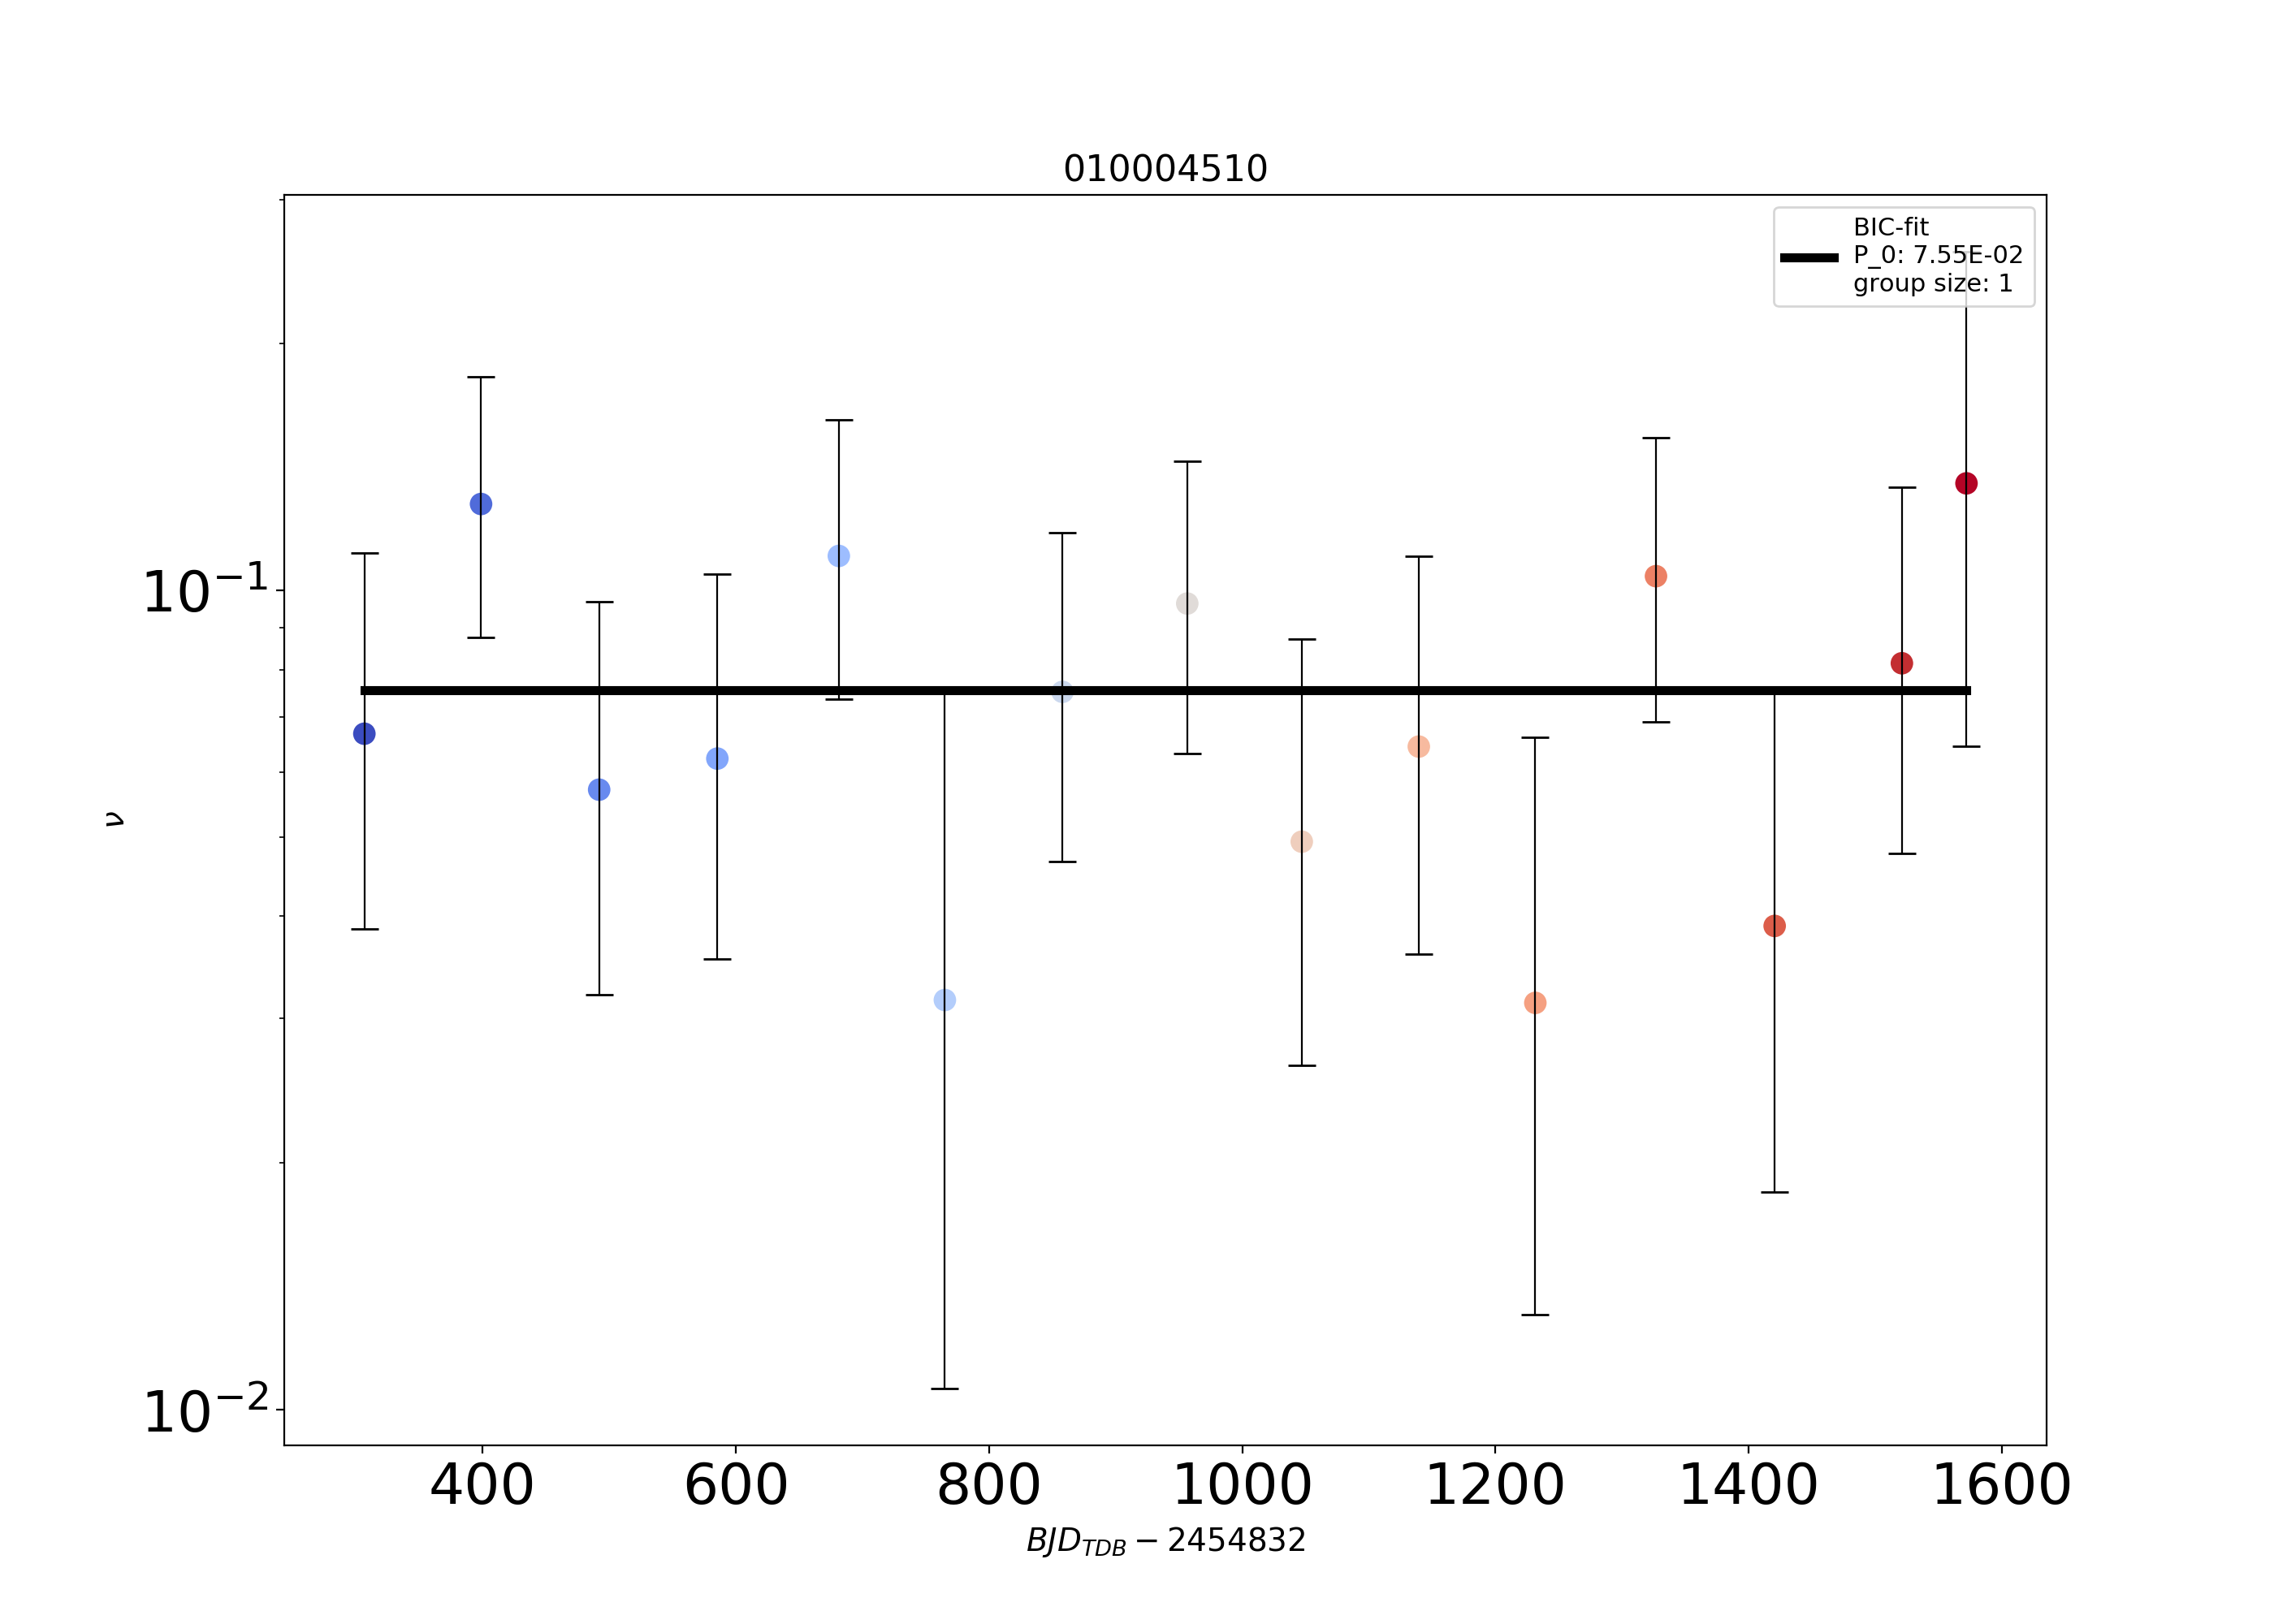 010004510
BIC-fit
P_0: 7.55E-02
group size: 1
10⁻¹
ν
10⁻²
400 600 800 1000 1200 1400 1600
BJD_TDB − 2454832